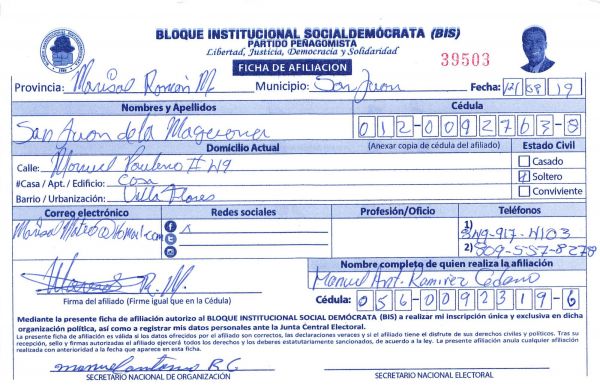 BLOQUE INSTITUCIONAL SOCIALDEMÓCRATA (BIS)
PARTIDO PEÑAGOMISTA
Libertad, Justicia, Democracia y Solidaridad
FICHA DE AFILIACION
39503
Provincia: Marisol Román M. Municipio: San Juan Fecha: 12/08/19
Nombres y Apellidos Cédula
San Juan de la Maguana 012-0092763-8
Domicilio Actual (Anexar copia de cédula del afiliado) Estado Civil
Calle: Manuel Paulino # 49 Casado
#Casa / Apt. / Edificio: Casa Soltero
Barrio / Urbanización: Villa Flores Conviviente
Correo electrónico Redes sociales Profesión/Oficio Teléfonos
1) 849-917-4103
2) 809-557-8278
Nombre completo de quien realiza la afiliación
Manuel Ant. Ramirez Cedano
Firma del afiliado (Firme igual que en la Cédula) Cédula: 056-0092319-6
Mediante la presente ficha de afiliación autorizo al BLOQUE INSTITUCIONAL SOCIAL DEMÓCRATA (BIS) a realizar mi inscripción única y exclusiva en dicha
organización política, así como a registrar mis datos personales ante la Junta Central Electoral.
La presente ficha de afiliación es válida si los datos ofrecidos por el afiliado son correctos, las declaraciones veraces y si el afiliado tiene el disfrute de sus derechos civiles y políticos. Tras su
recepción, sello y firmas autorizadas el afiliado ejercerá todos los derechos y los deberes estatutariamente sancionados, de acuerdo a la ley. La presente afiliación anula cualquier afiliación
realizada con anterioridad a la fecha que aparece en esta ficha.
manuel antonio R. C.
SECRETARIO NACIONAL DE ORGANIZACIÓN SECRETARIO NACIONAL ELECTORAL